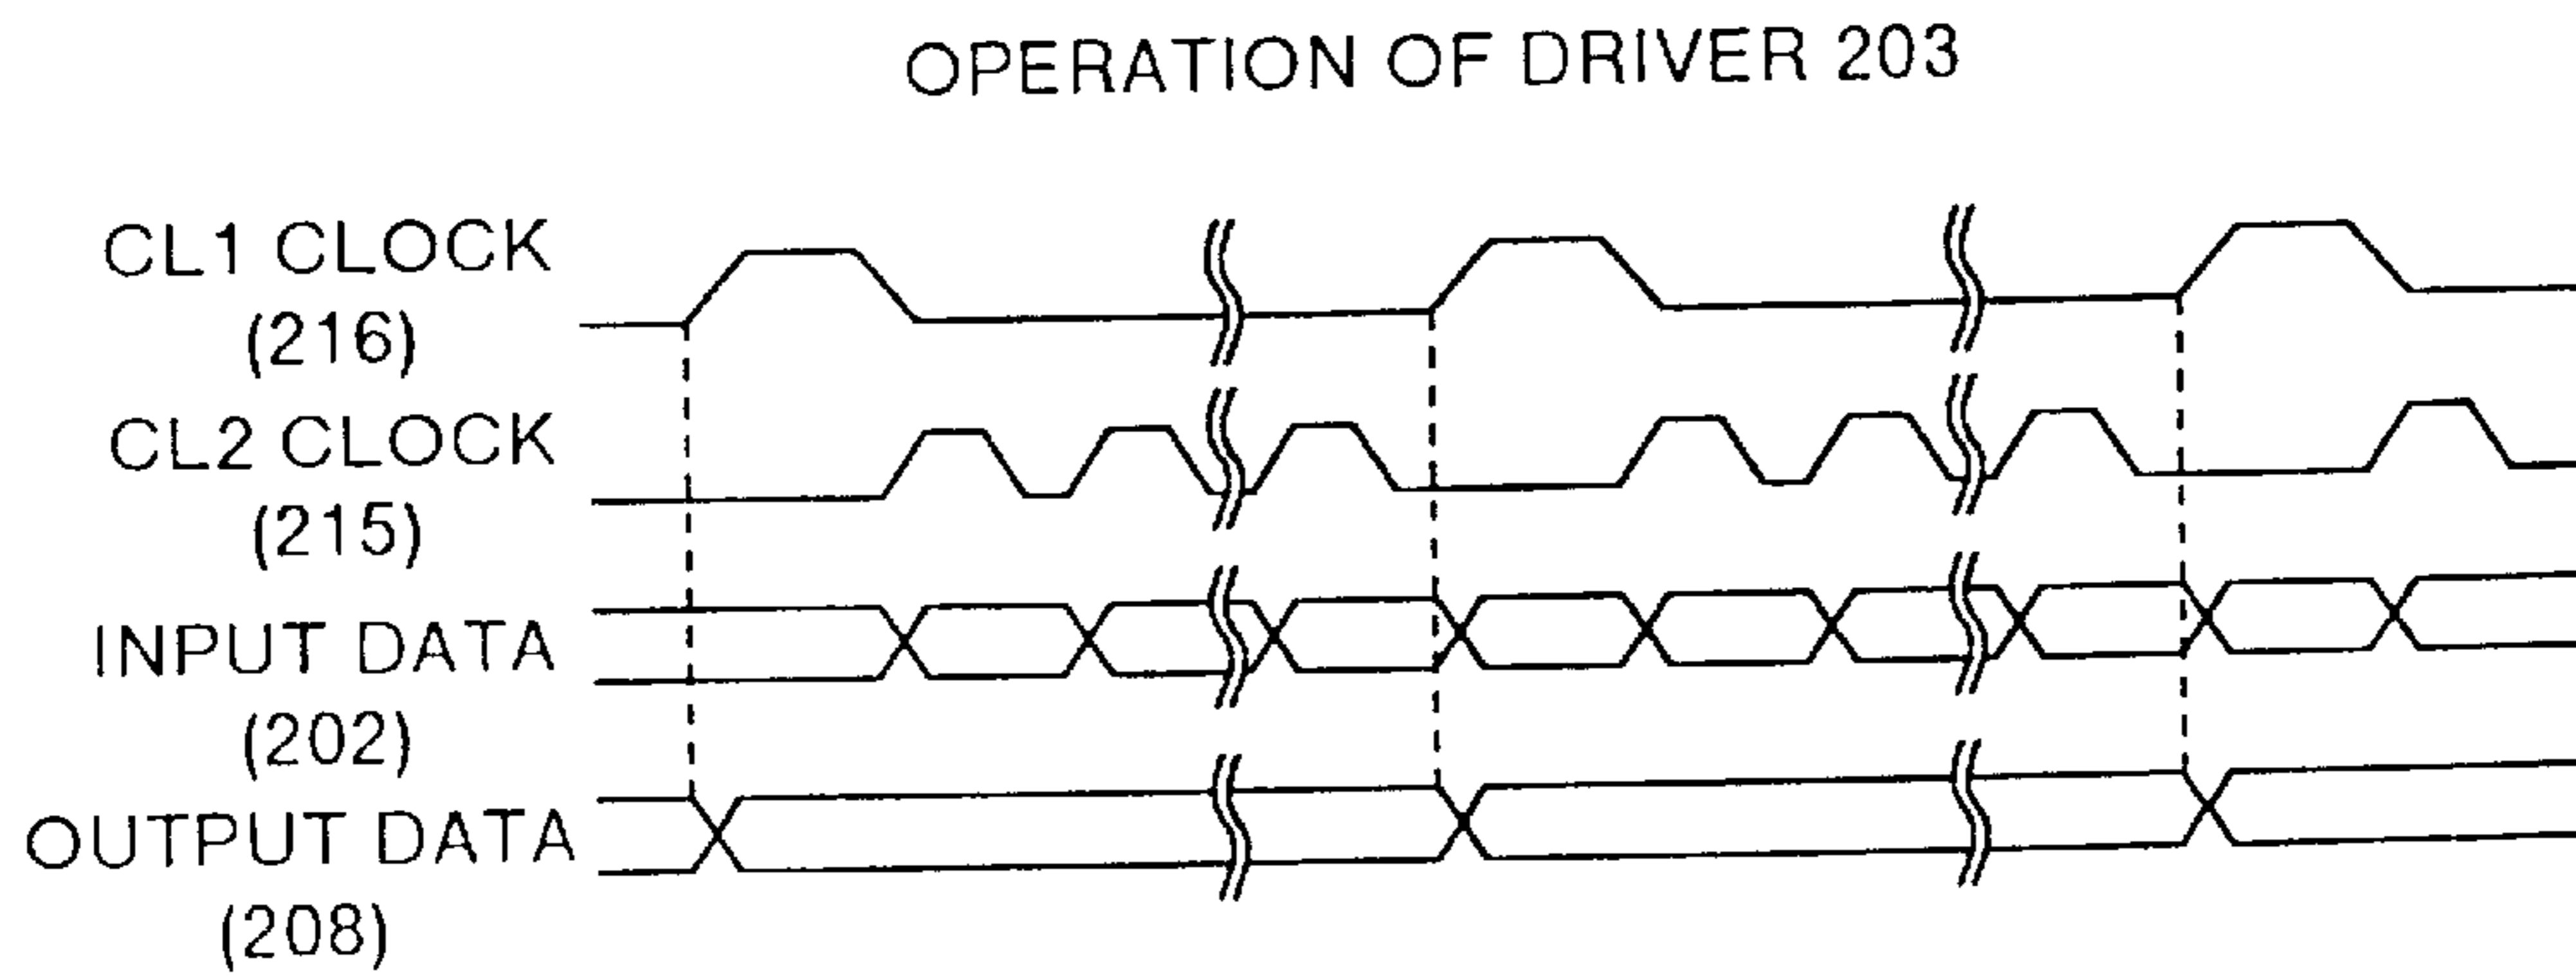 OPERATION OF DRIVER 203
CL1 CLOCK
(216)
CL2 CLOCK
(215)
INPUT DATA
(202)
OUTPUT DATA
(208)